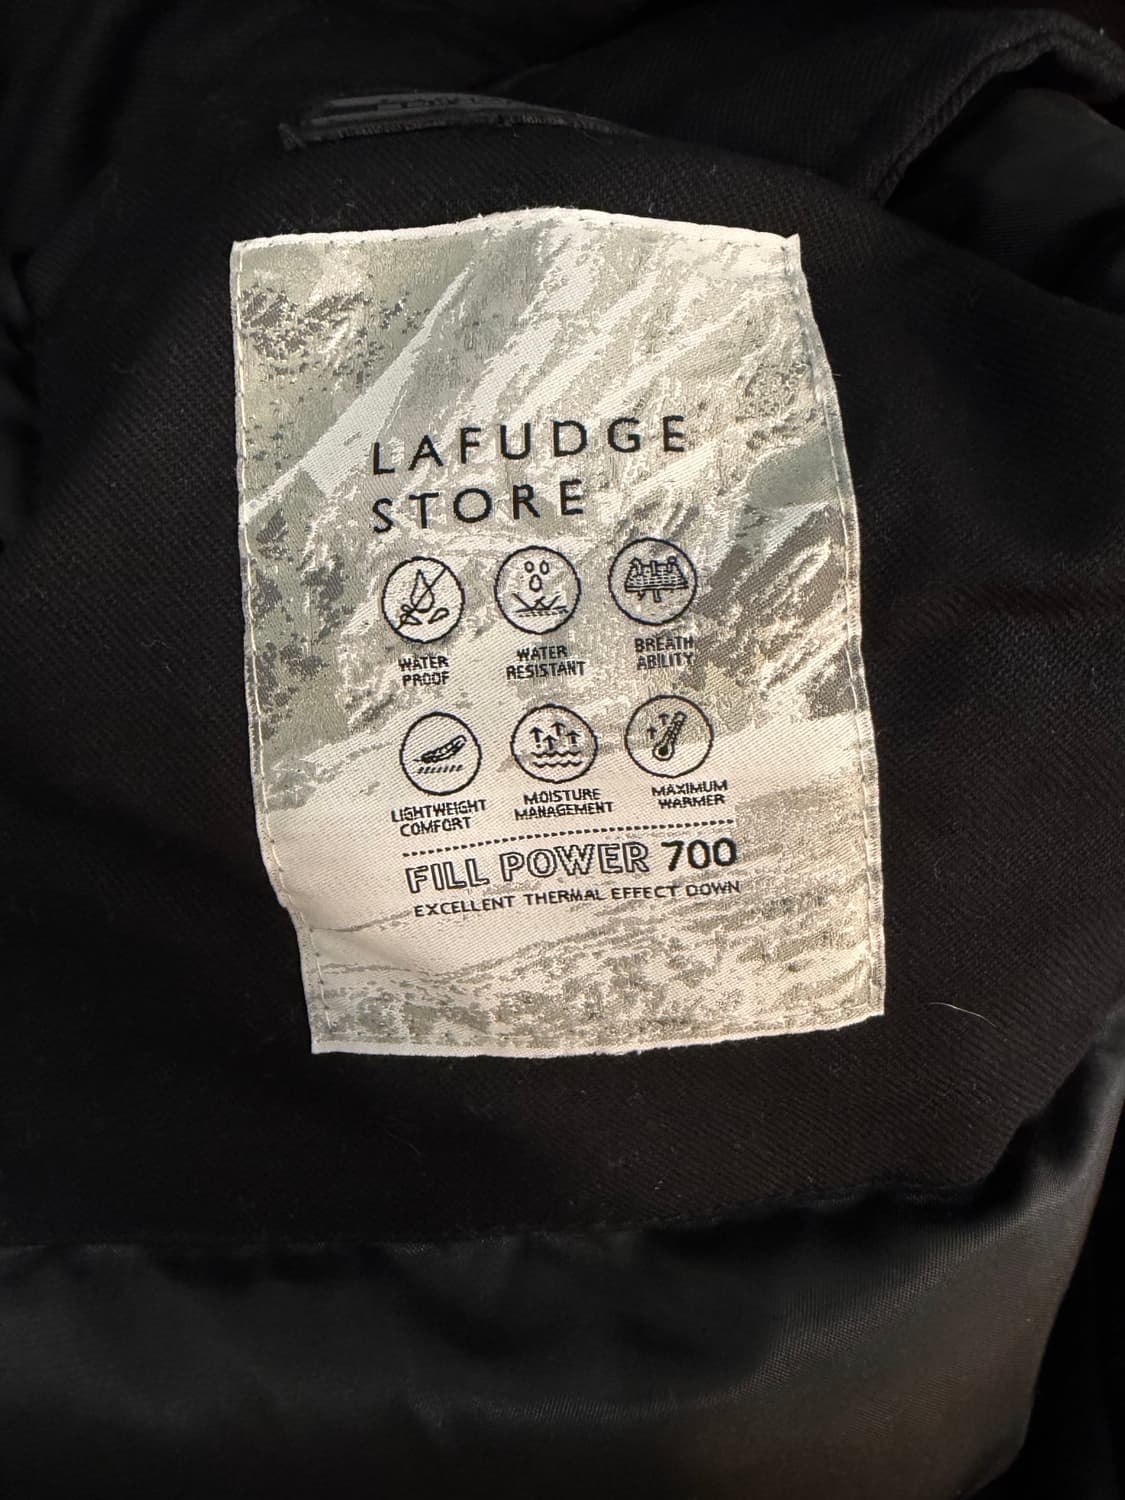 LAFUDGE
STORE
WATER
PROOF
WATER
RESISTANT
BREATH
ABILITY
LIGHTWEIGHT
COMFORT
MOISTURE
MANAGEMENT
MAXIMUM
WARMER
FILL POWER 700
EXCELLENT THERMAL EFFECT DOWN